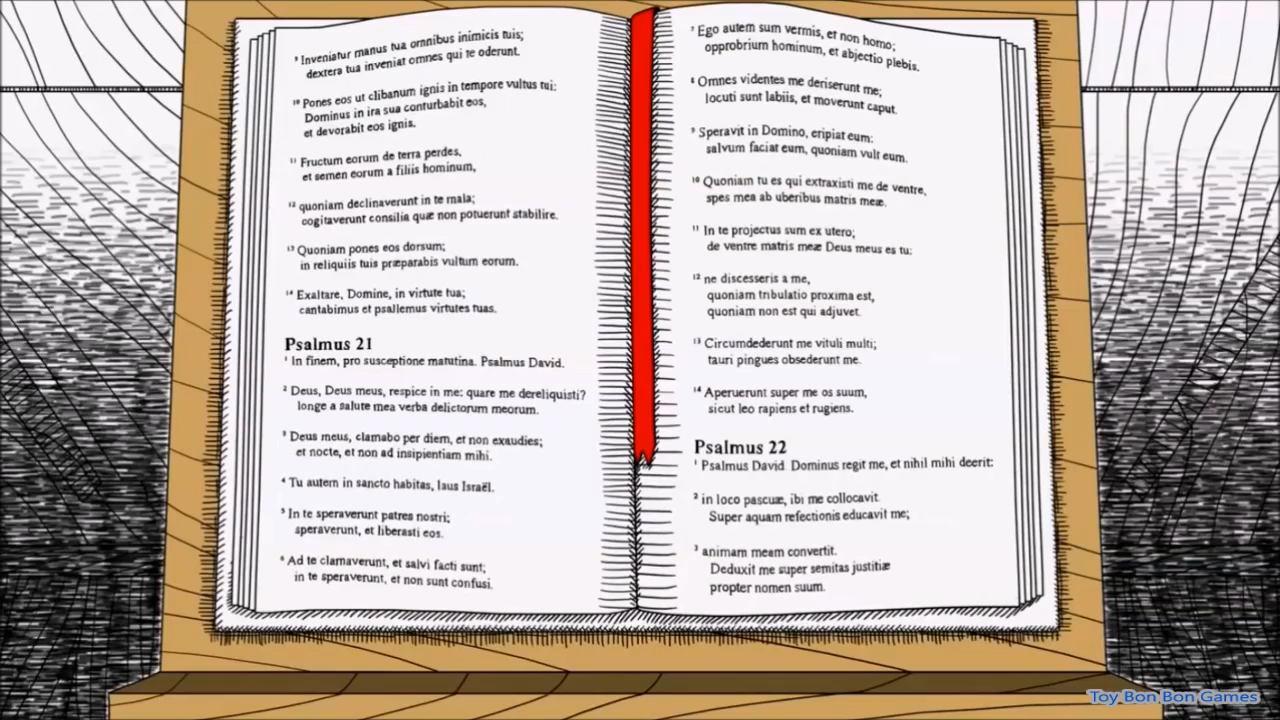 9 Inveniatur manus tua omnibus inimicis tuis;
dextera tua inveniat omnes qui te oderunt.
10 Pones eos ut clibanum ignis in tempore vultus tui:
Dominus in ira sua conturbabit eos,
et devorabit eos ignis.
11 Fructum eorum de terra perdes,
et semen eorum a filiis hominum,
12 quoniam declinaverunt in te mala;
cogitaverunt consilia quæ non potuerunt stabilire.
13 Quoniam pones eos dorsum;
in reliquiis tuis præparabis vultum eorum.
14 Exaltare, Domine, in virtute tua;
cantabimus et psallemus virtutes tuas.
Psalmus 21
1 In finem, pro susceptione matutina. Psalmus David.
2 Deus, Deus meus, respice in me: quare me dereliquisti?
longe a salute mea verba delictorum meorum.
3 Deus meus, clamabo per diem, et non exaudies;
et nocte, et non ad insipientiam mihi.
4 Tu autem in sancto habitas, laus Israël.
5 In te speraverunt patres nostri;
speraverunt, et liberasti eos.
6 Ad te clamaverunt, et salvi facti sunt;
in te speraverunt, et non sunt confusi.
7 Ego autem sum vermis, et non homo;
opprobrium hominum, et abjectio plebis.
8 Omnes videntes me deriserunt me;
locuti sunt labiis, et moverunt caput.
9 Speravit in Domino, eripiat eum:
salvum faciat eum, quoniam vult eum.
10 Quoniam tu es qui extraxisti me de ventre,
spes mea ab uberibus matris meæ.
11 In te projectus sum ex utero;
de ventre matris meæ Deus meus es tu:
12 ne discesseris a me,
quoniam tribulatio proxima est,
quoniam non est qui adjuvet.
13 Circumdederunt me vituli multi;
tauri pingues obsederunt me.
14 Aperuerunt super me os suum,
sicut leo rapiens et rugiens.
Psalmus 22
1 Psalmus David. Dominus regit me, et nihil mihi deerit:
2 in loco pascuæ, ibi me collocavit.
Super aquam refectionis educavit me;
3 animam meam convertit.
Deduxit me super semitas justitiæ
propter nomen suum.
Toy Bon Bon Games